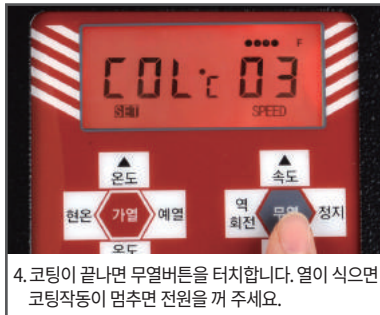 F
COL°C 03
SET SPEED
▲ ▲
온도 속도
현온 가열 예열 역회전 무열 정지
온도
4. 코팅이 끝나면 무열버튼을 터치합니다. 열이 식으면
코팅작동이 멈추면 전원을 꺼 주세요.